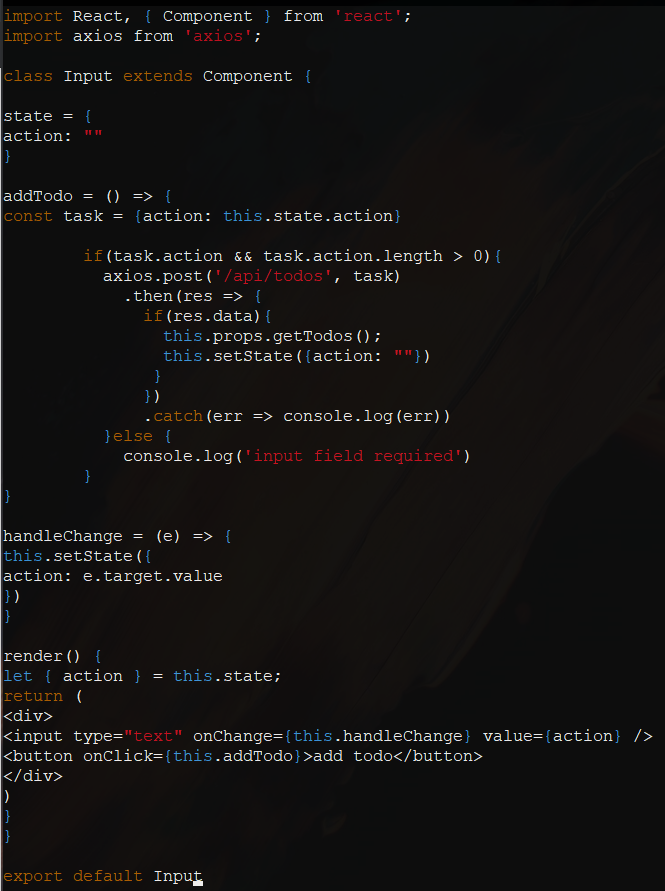 import React, { Component } from 'react';
import axios from 'axios';

class Input extends Component {

state = {
action: ""
}

addTodo = () => {
const task = {action: this.state.action}

        if(task.action && task.action.length > 0){
          axios.post('/api/todos', task)
            .then(res => {
              if(res.data){
                this.props.getTodos();
                this.setState({action: ""})
               }
              })
              .catch(err => console.log(err))
          }else {
            console.log('input field required')
        }
}

handleChange = (e) => {
this.setState({
action: e.target.value
})
}

render() {
let { action } = this.state;
return (
<div>
<input type="text" onChange={this.handleChange} value={action} />
<button onClick={this.addTodo}>add todo</button>
</div>
)
}
}

export default Input